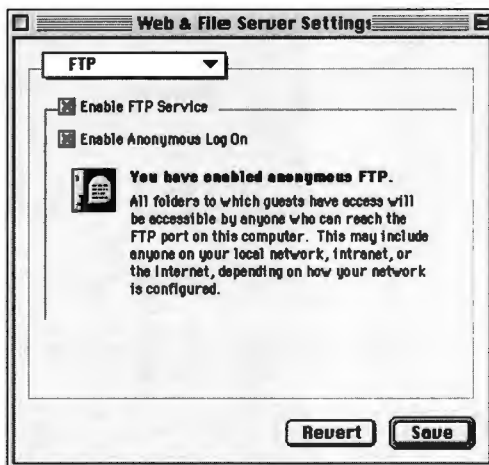 Web & File Server Settings
FTP
Enable FTP Service
Enable Anonymous Log On
You have enabled anonymous FTP.
All folders to which guests have access will
be accessible by anyone who can reach the
FTP port on this computer. This may include
anyone on your local network, intranet, or
the Internet, depending on how your network
is configured.
Revert
Save